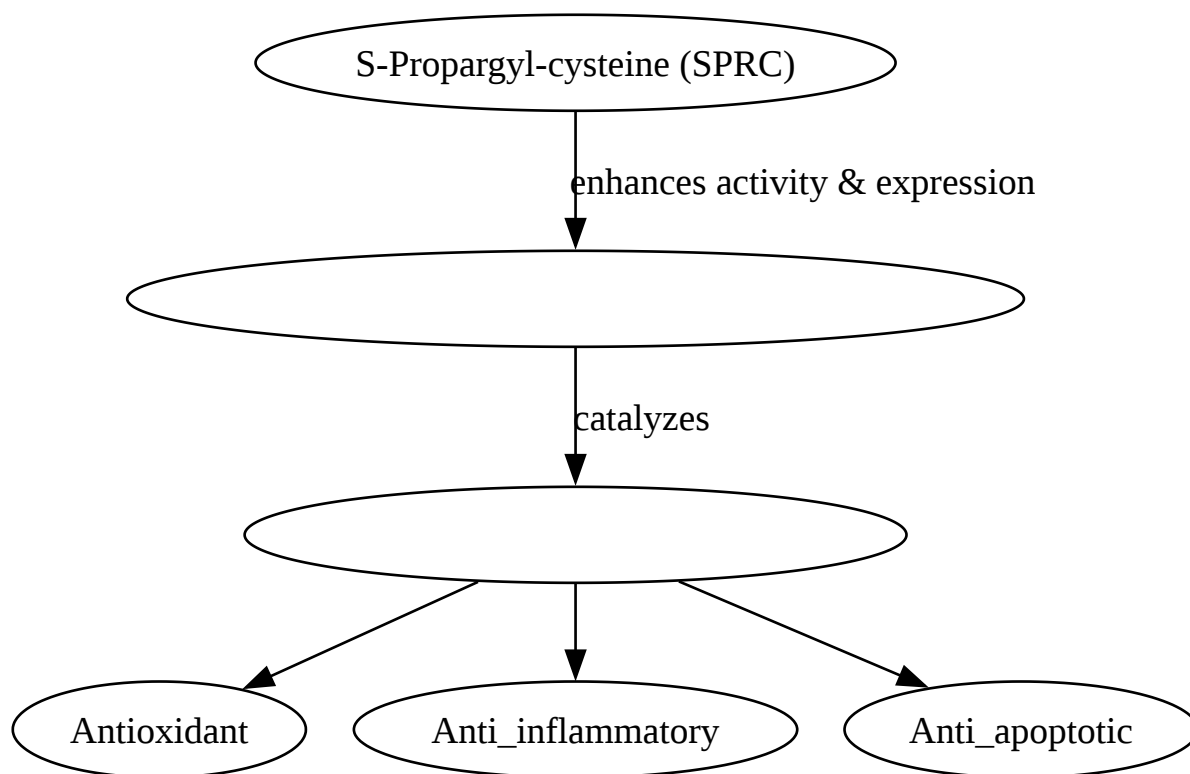 S-Propargyl-cysteine (SPRC)
enhances activity & expression
catalyzes
Antioxidant
Anti_inflammatory
Anti_apoptotic